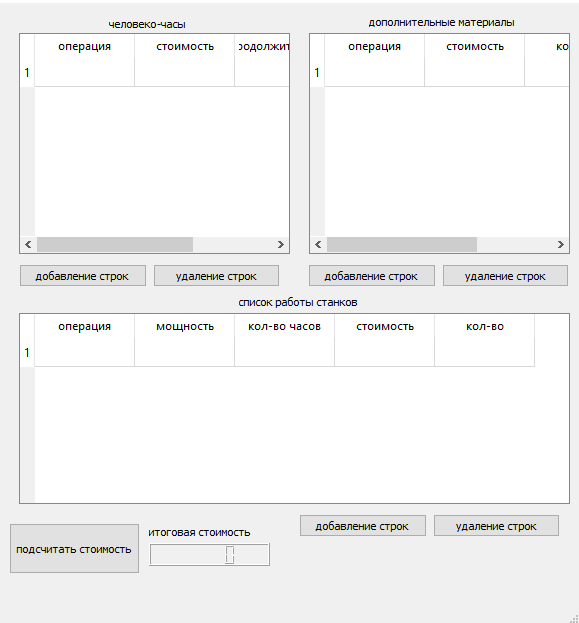 человеко-часы
дополнительные материалы
операция стоимость родолжит
операция стоимость ко
1
1
добавление строк удаление строк
добавление строк удаление строк
список работы станков
операция мощность кол-во часов стоимость кол-во
1
добавление строк удаление строк
подсчитать стоимость
итоговая стоимость
0